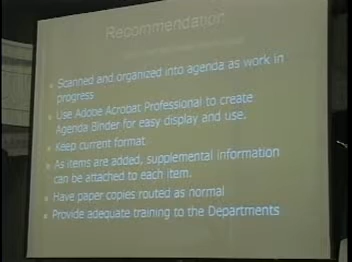 Recommendation
Scanned and organized into agenda as work in
progress
Use Adobe Acrobat Professional to create
Agenda Binder for easy display and use.
Keep current format.
As items are added, supplemental information
can be attached to each item.
Have paper copies routed as normal
Provide adequate training to the Departments